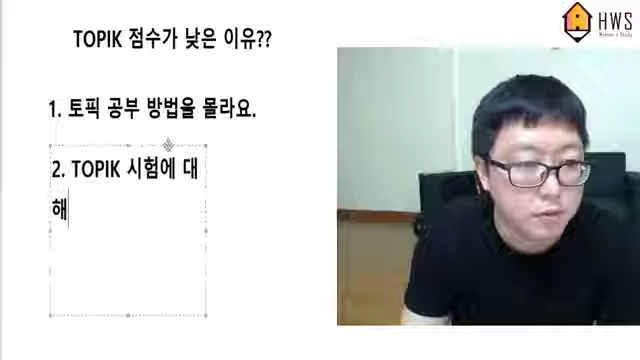 HWS
TOPIK 점수가 낮은 이유??
1. 토픽 공부 방법을 몰라요.
2. TOPIK 시험에 대
해